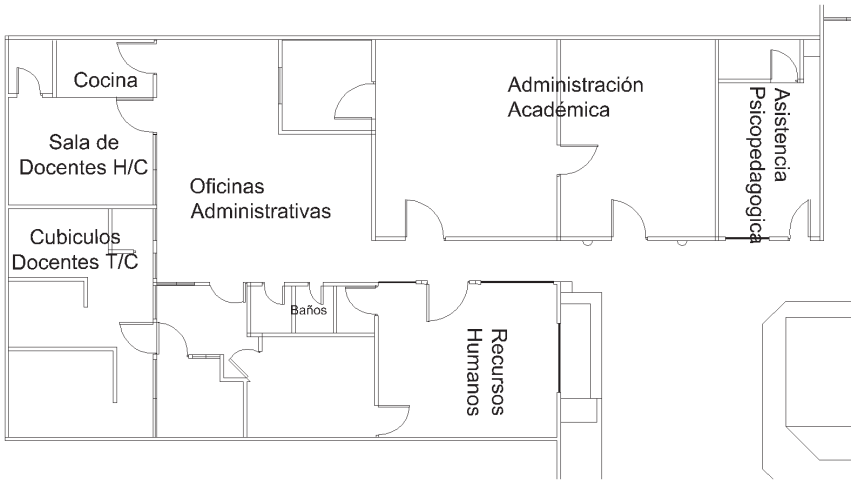 Cocina
Sala de
Docentes H/C
Oficinas
Administrativas
Administración
Académica
Asistencia
Psicopedagogica
Cubiculos
Docentes T/C
Baños
Recursos
Humanos